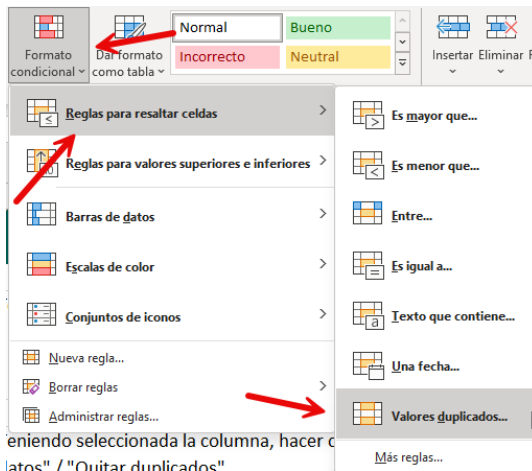 Normal
Bueno
Formato condicional
Dar formato como tabla
Incorrecto
Neutral
Insertar
Eliminar
F
Reglas para resaltar celdas
Reglas para valores superiores e inferiores
Barras de datos
Escalas de color
Conjuntos de iconos
Nueva regla...
Borrar reglas
Administrar reglas...
Es mayor que...
Es menor que...
Entre...
Es igual a...
Texto que contiene...
Una fecha...
Valores duplicados...
Más reglas...
eniendo seleccionada la columna, hacer c
atos" / "Quitar duplicados"